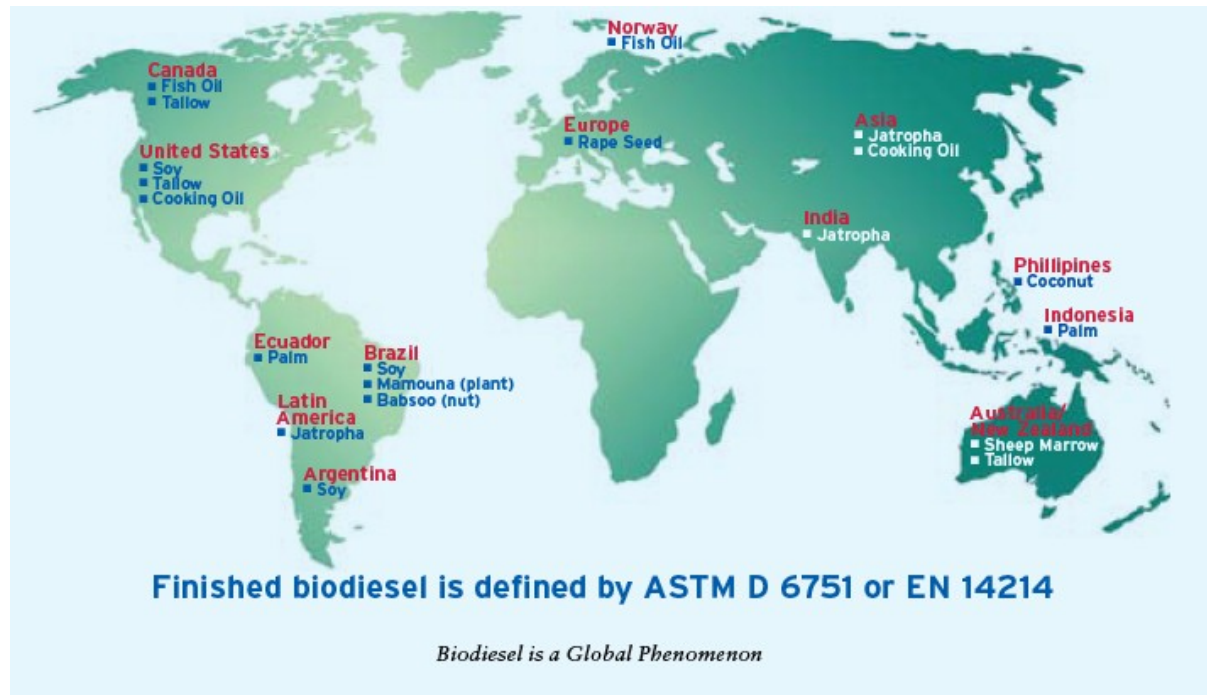 Norway
Fish Oil
Canada
Fish Oil
Tallow
United States
Soy
Tallow
Cooking Oil
Europe
Rape Seed
Asia
Jatropha
Cooking Oil
India
Jatropha
Phillipines
Coconut
Indonesia
Palm
Ecuador
Palm
Brazil
Soy
Mamouna (plant)
Babsoo (nut)
Latin
America
Jatropha
Argentina
Soy
Australia/
New Zealand
Sheep Marrow
Tallow
Finished biodiesel is defined by ASTM D 6751 or EN 14214
Biodiesel is a Global Phenomenon